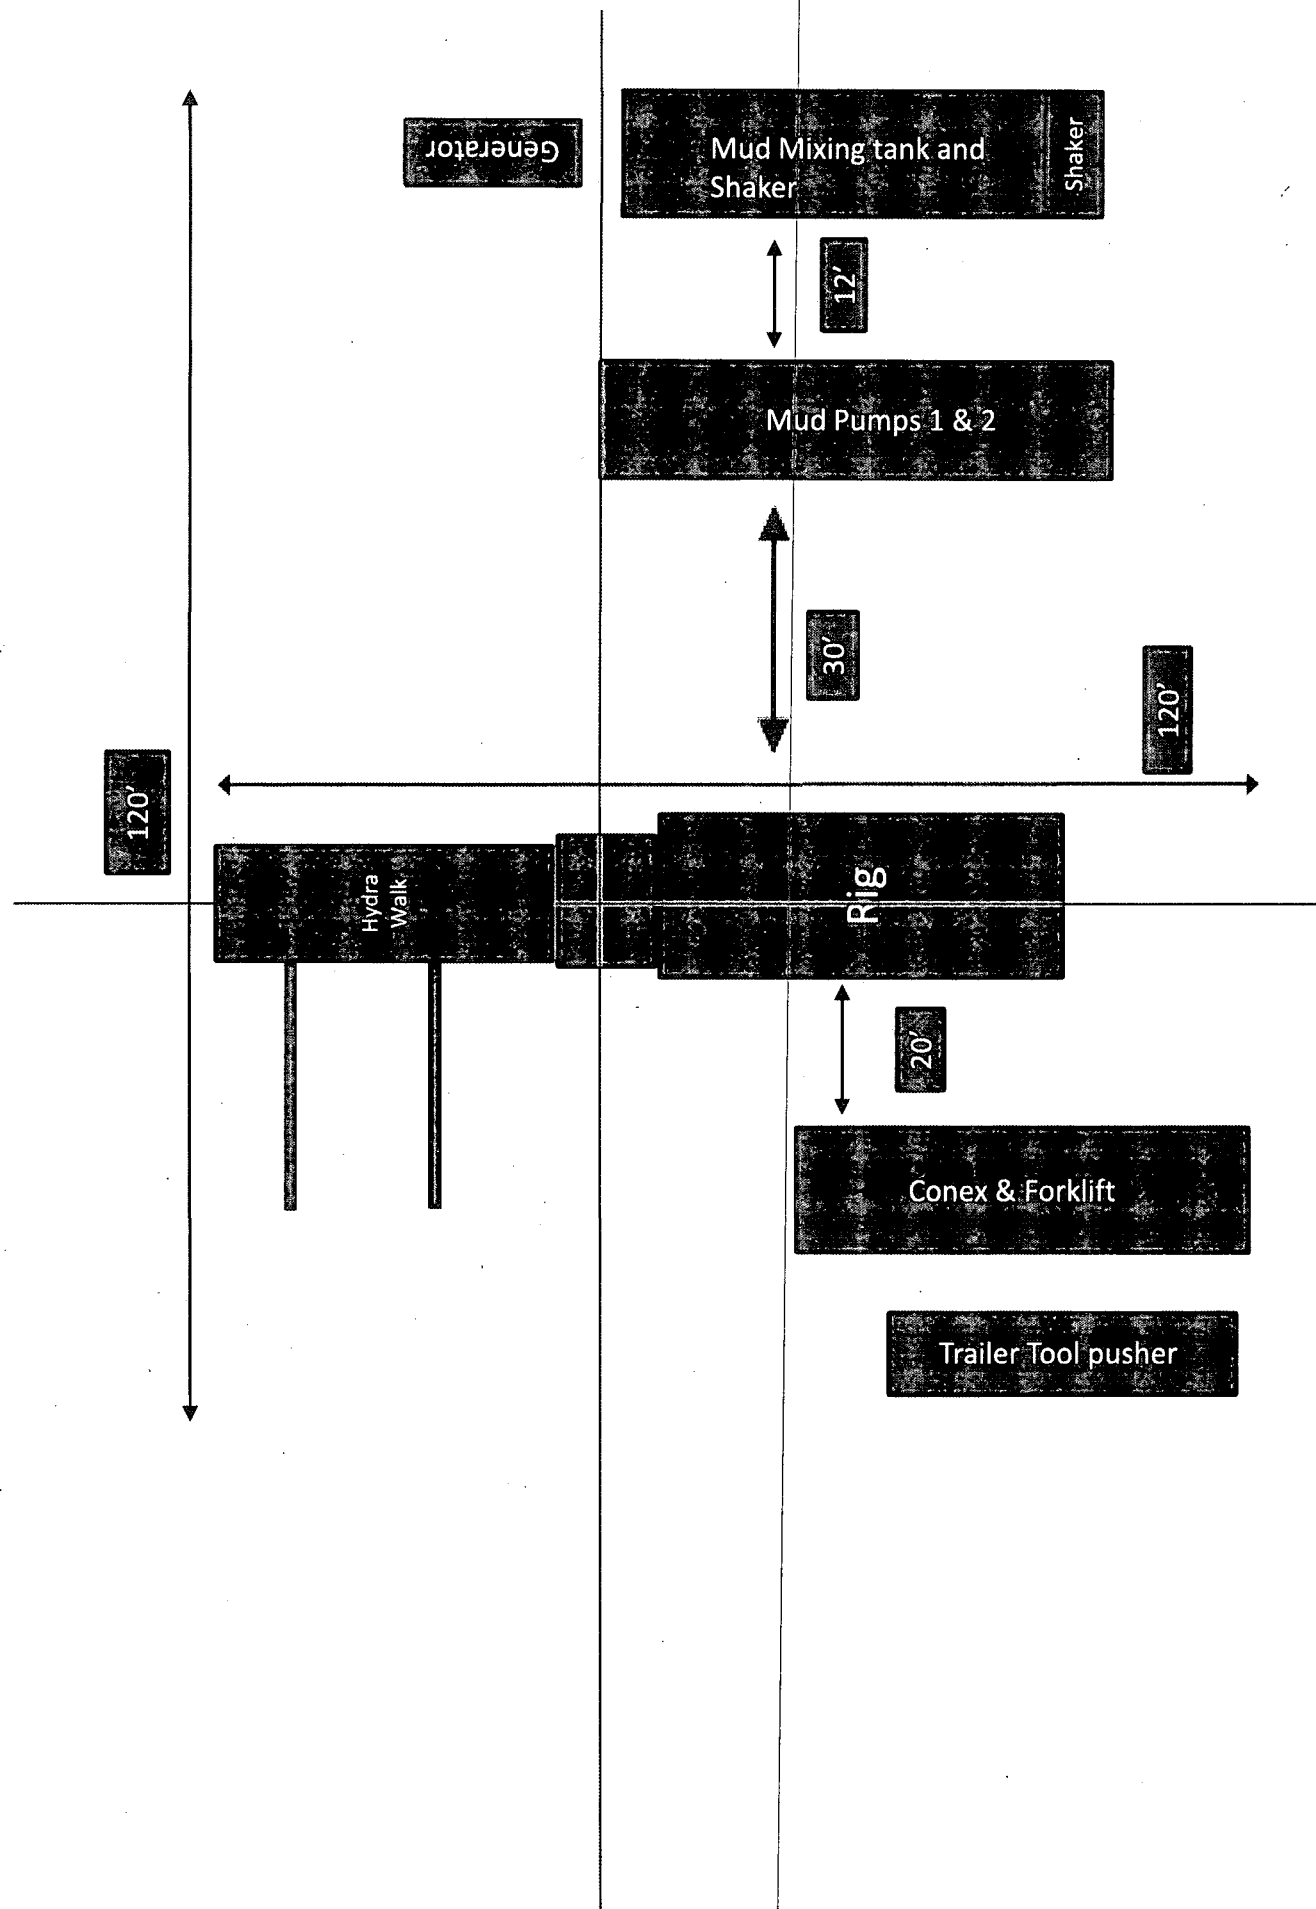 Generator
Mud Mixing tank and
Shaker
Shaker
12'
Mud Pumps 1 & 2
30'
120'
120'
Hydra
Walk
Rig
20'
Conex & Forklift
Trailer Tool pusher